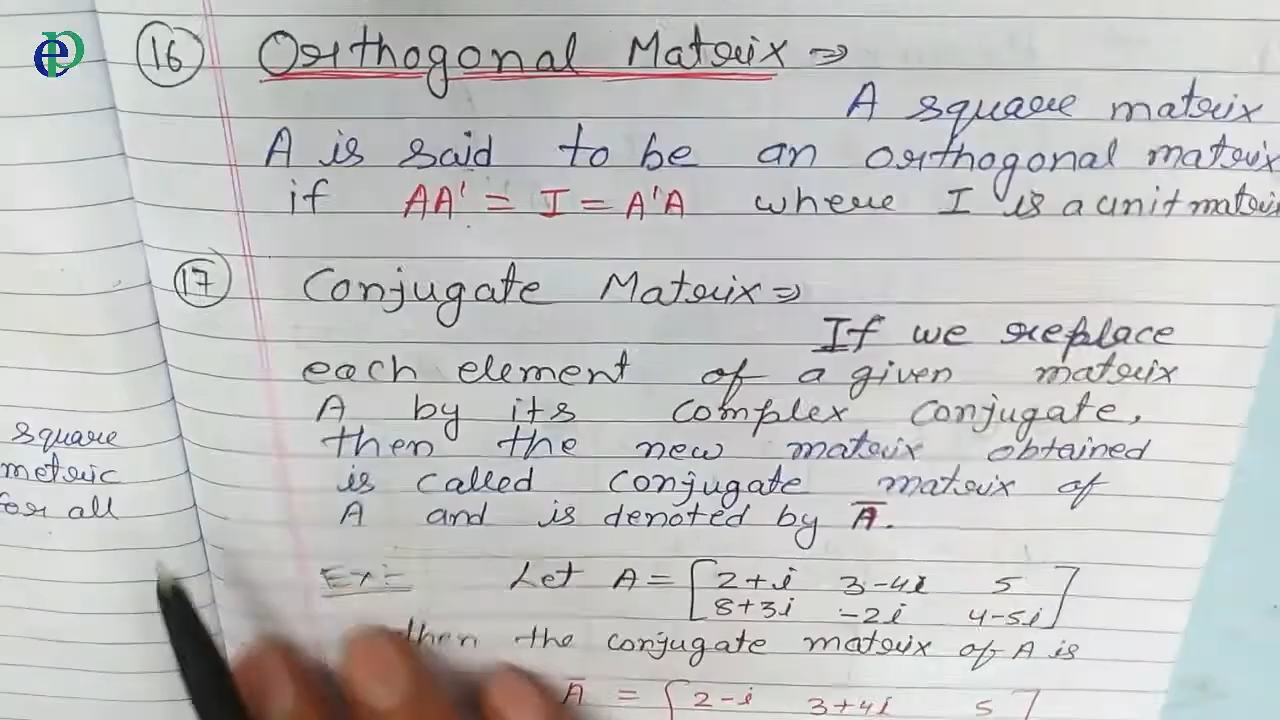 eP
16 Orthogonal Matrix ⇒
A square matrix
A is said to be an orthogonal matrix
if AA' = I = A'A where I is a unit matrix
17 Conjugate Matrix ⇒
If we replace
each element of a given matrix
A by its complex conjugate,
then the new matrix obtained
is called conjugate matrix of
A and is denoted by Ā.
square
metric
for all
Ex:- Let A = [2+i 3-4i 5
8+3i -2i 4-5i]
then the conjugate matrix of A is
Ā = [2-i 3+4i 5]